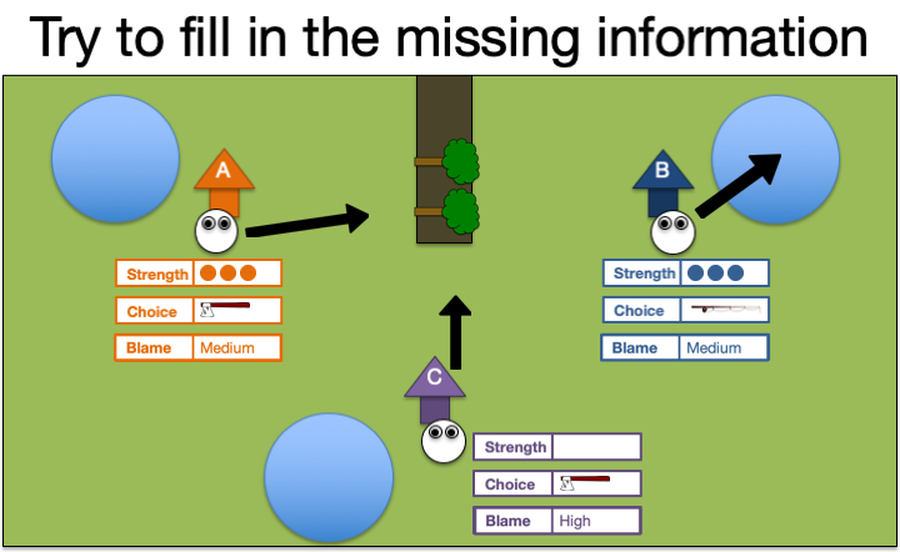 Try to fill in the missing information
A
B
Strength
Choice
Blame Medium
Strength
Choice
Blame Medium
C
Strength
Choice
Blame High